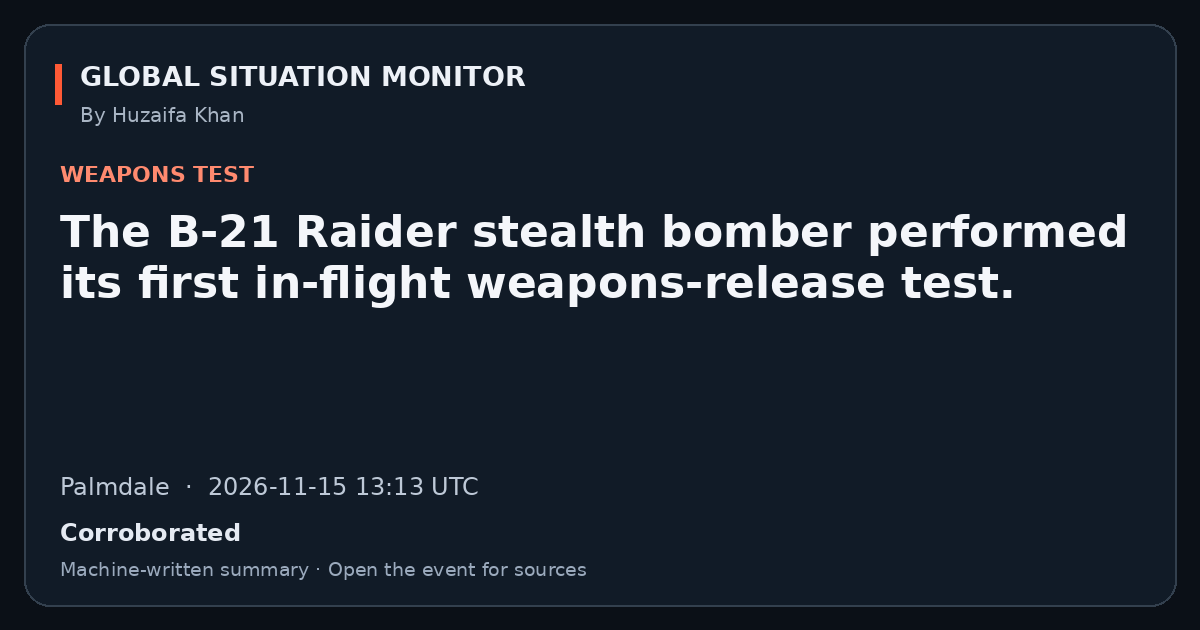 GLOBAL SITUATION MONITOR
By Huzaifa Khan
WEAPONS TEST
The B-21 Raider stealth bomber performed
its first in-flight weapons-release test.
Palmdale · 2026-11-15 13:13 UTC
Corroborated
Machine-written summary · Open the event for sources